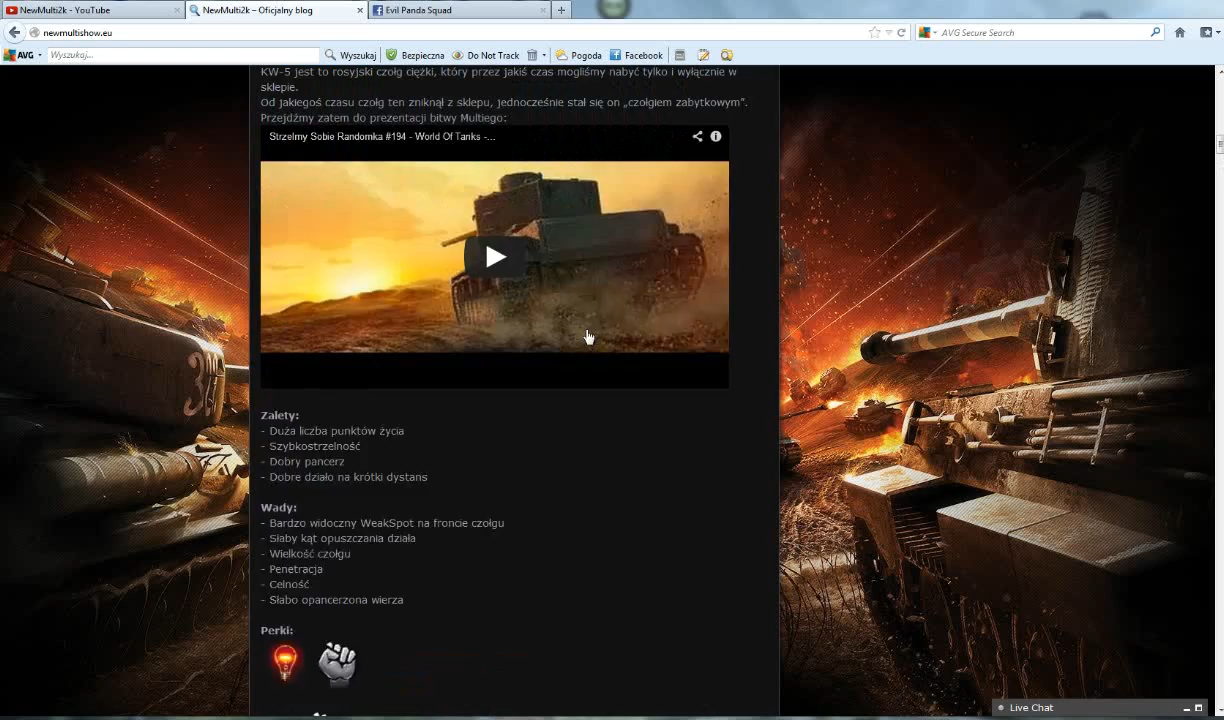 NewMulti2k - YouTube
NewMulti2k – Oficjalny blog
Evil Panda Squad
newmultishow.eu
AVG Secure Search
AVG
Wyszukaj...
Wyszukaj
Bezpieczna
Do Not Track
Pogoda
Facebook
KW-5 jest to rosyjski czołg ciężki, który przez jakiś czas mogliśmy nabyć tylko i wyłącznie w
sklepie.
Od jakiegoś czasu czołg ten zniknął z sklepu, jednocześnie stał się on „czołgiem zabytkowym”.
Przejdźmy zatem do prezentacji bitwy Multiego:
Strzelmy Sobie Randomka #194 - World Of Tanks -...
Zalety:
- Duża liczba punktów życia
- Szybkostrzelność
- Dobry pancerz
- Dobre działo na krótki dystans
Wady:
- Bardzo widoczny WeakSpot na froncie czołgu
- Słaby kąt opuszczania działa
- Wielkość czołgu
- Penetracja
- Celność
- Słabo opancerzona wierza
Perki:
Live Chat